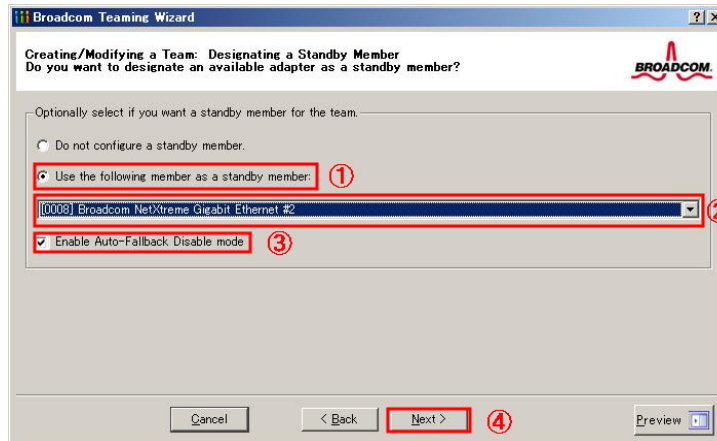 Broadcom Teaming Wizard
Creating/Modifying a Team: Designating a Standby Member
Do you want to designate an available adapter as a standby member?
BROADCOM.
Optionally select if you want a standby member for the team.
Do not configure a standby member.
Use the following member as a standby member: ①
[0008] Broadcom NetXtreme Gigabit Ethernet #2
②
Enable Auto-Fallback Disable mode ③
Cancel
< Back
Next >
④
Preview